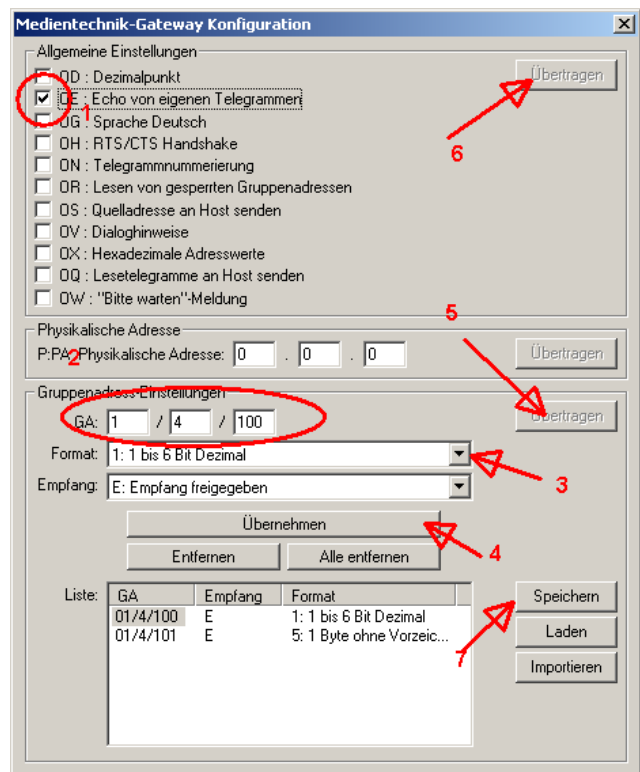 Medientechnik-Gateway Konfiguration
Allgemeine Einstellungen
OD : Dezimalpunkt
OE : Echo von eigenen Telegrammen
1
OG : Sprache Deutsch
OH : RTS/CTS Handshake
ON : Telegrammnummerierung
OR : Lesen von gesperrten Gruppenadressen
OS : Quelladresse an Host senden
OV : Dialoghinweise
OX : Hexadezimale Adresswerte
OQ : Lesetelegramme an Host senden
OW : "Bitte warten"-Meldung
Übertragen
6
Physikalische Adresse
P:PA: Physikalische Adresse: 0 . 0 . 0
Übertragen
2
5
Gruppenadress-Einstellungen
GA: 1 / 4 / 100
Übertragen
Format: 1: 1 bis 6 Bit Dezimal
3
Empfang: E: Empfang freigegeben
Übernehmen
4
Entfernen Alle entfernen
Liste: GA Empfang Format
01/4/100 E 1: 1 bis 6 Bit Dezimal
01/4/101 E 5: 1 Byte ohne Vorzeic...
Speichern
Laden
7
Importieren